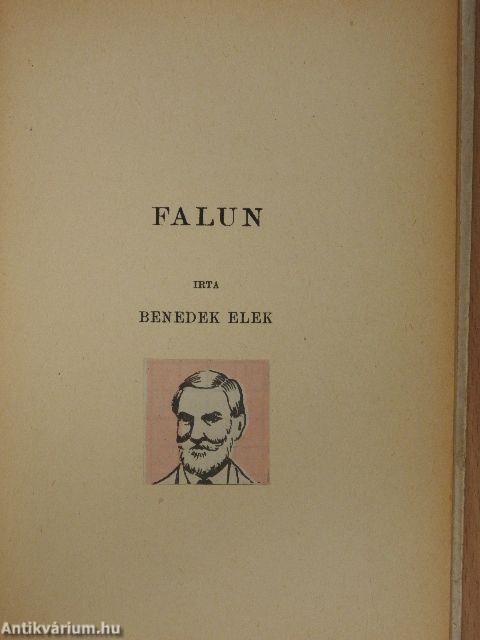 FALUN
IRTA
BENEDEK ELEK
Antikvárium.hu